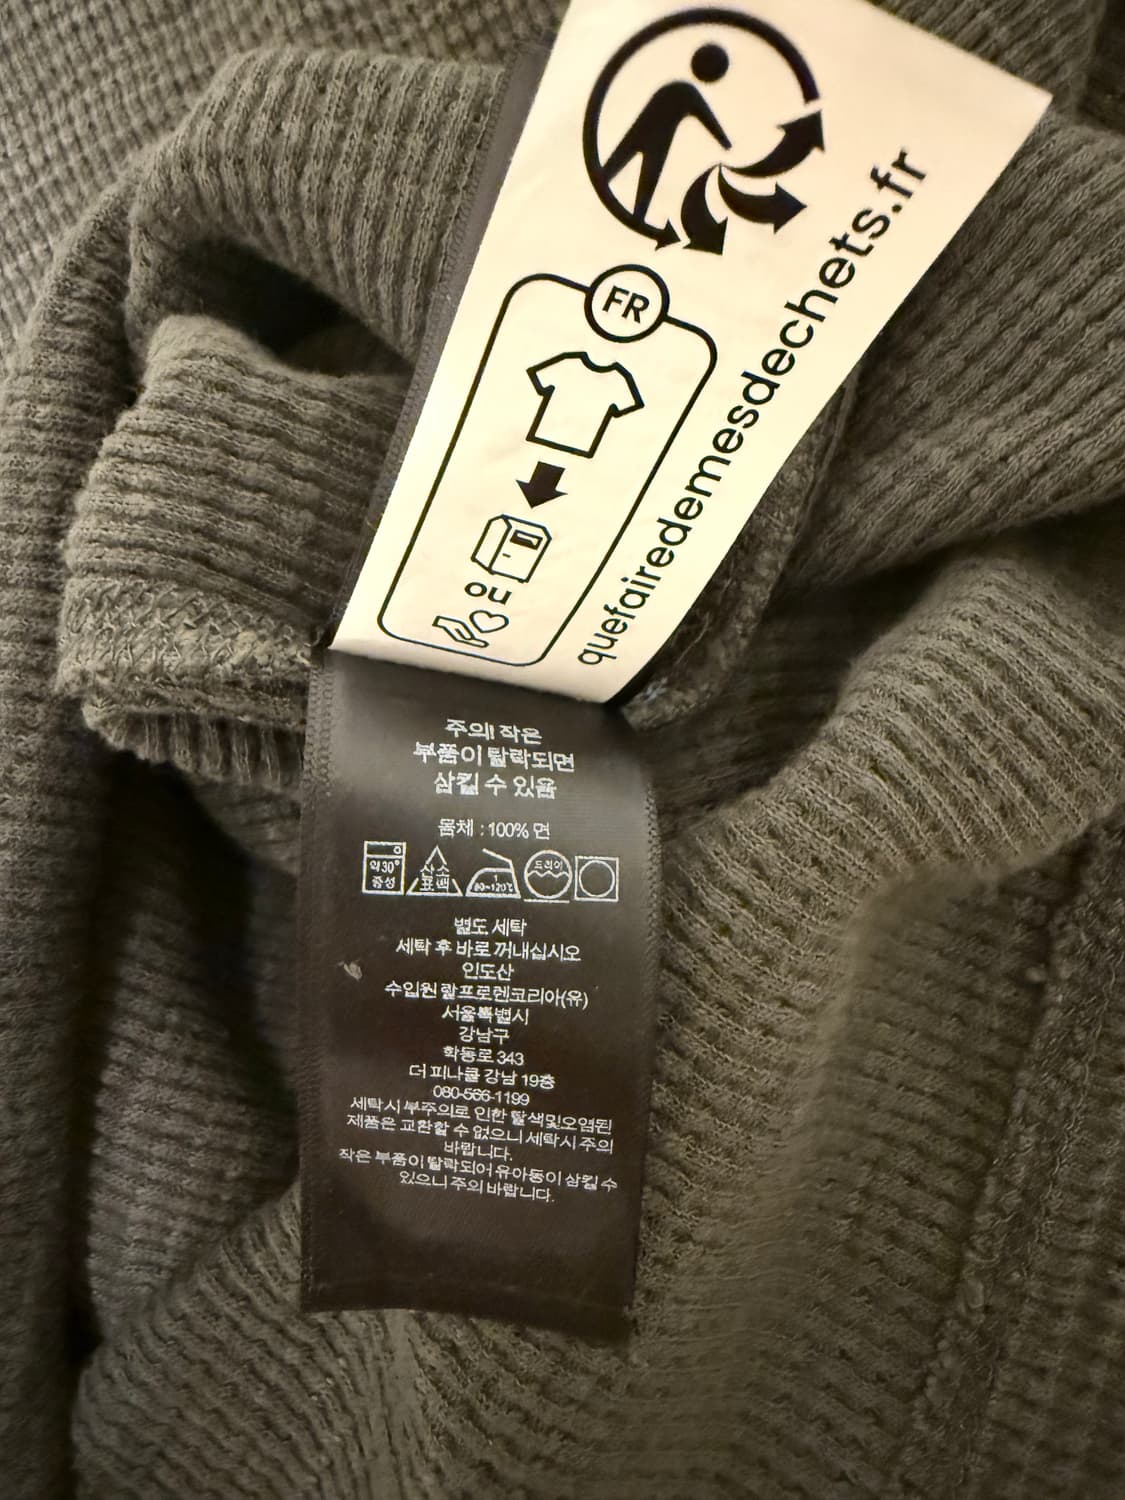 quefairedemesdechets.fr
FR
ou
주의! 작은
부품이 탈락되면
삼킬 수 있음
몸체 : 100% 면
약30°
중성
산소
표백
1
80~120℃
드라이
별도 세탁
세탁 후 바로 꺼내십시오
인도산
수입원 랄프로렌코리아(유)
서울특별시
강남구
학동로 343
더 피나클 강남 19층
080-566-1199
세탁시 부주의로 인한 탈색및오염된
제품은 교환할 수 없으니 세탁시 주의
바랍니다.
작은 부품이 탈락되어 유아동이 삼킬 수
있으니 주의 바랍니다.